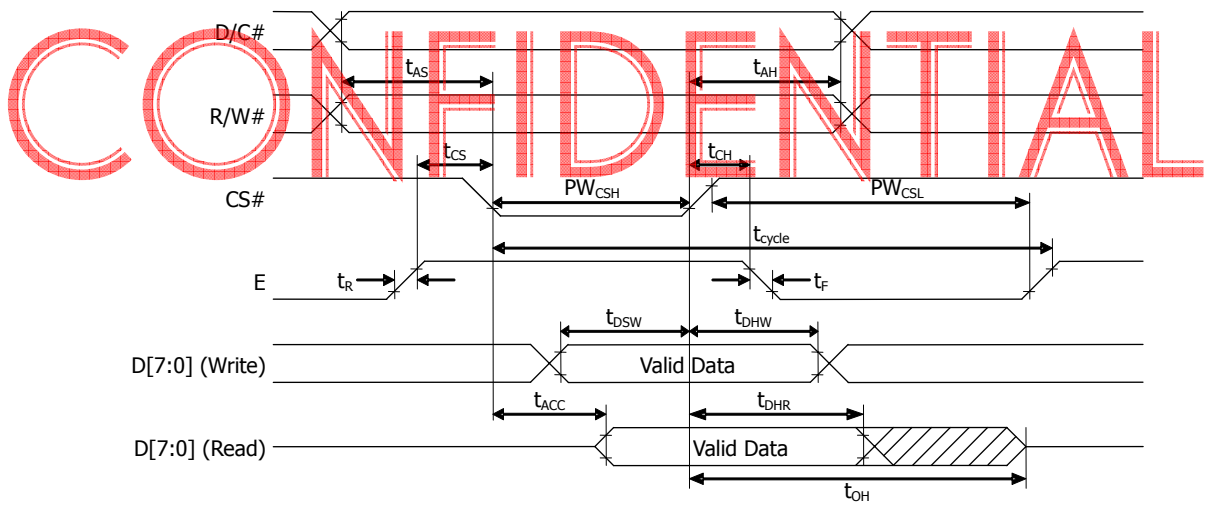 D/C#
CONFIDENTIAL
tAS
tAH
R/W#
tCS
tCH
CS#
PWCSH
PWCSL
tcycle
E
tR
tF
tDSW
tDHW
D[7:0] (Write)
Valid Data
tACC
tDHR
D[7:0] (Read)
Valid Data
tOH